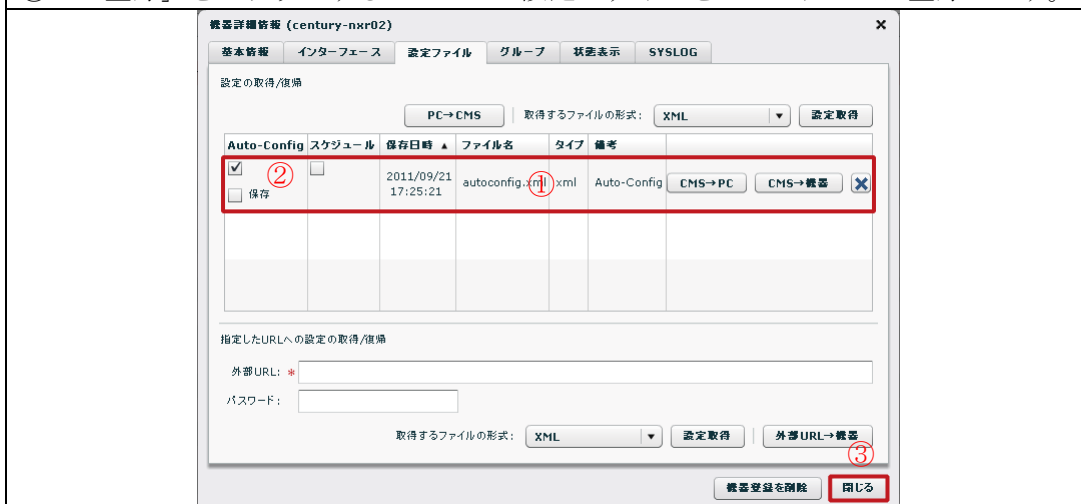 機器詳細情報 (century-nxr02)
基本情報 インターフェース 設定ファイル グループ 状態表示 SYSLOG
設定の取得/復帰
PC→CMS 取得するファイルの形式: XML 設定取得
Auto-Config スケジュール 保存日時 ▲ ファイル名 タイプ 備考
② 保存 2011/09/21 17:25:21 autoconfig.xml ① xml Auto-Config CMS→PC CMS→機器
指定したURLへの設定の取得/復帰
外部URL: *
パスワード:
取得するファイルの形式: XML 設定取得 外部URL→機器
③
機器登録を削除 閉じる